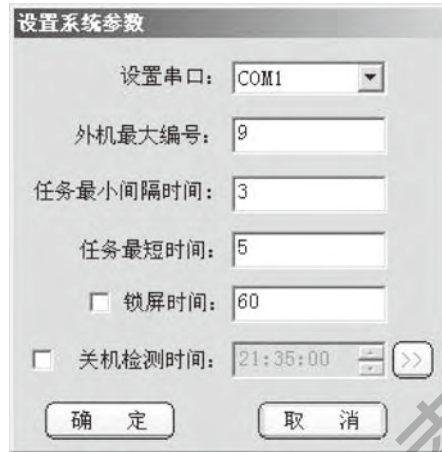 设置系统参数
设置串口： COM1
外机最大编号： 9
任务最小间隔时间： 3
任务最短时间： 5
锁屏时间： 60
关机检测时间： 21:35:00 >>
确 定 取 消